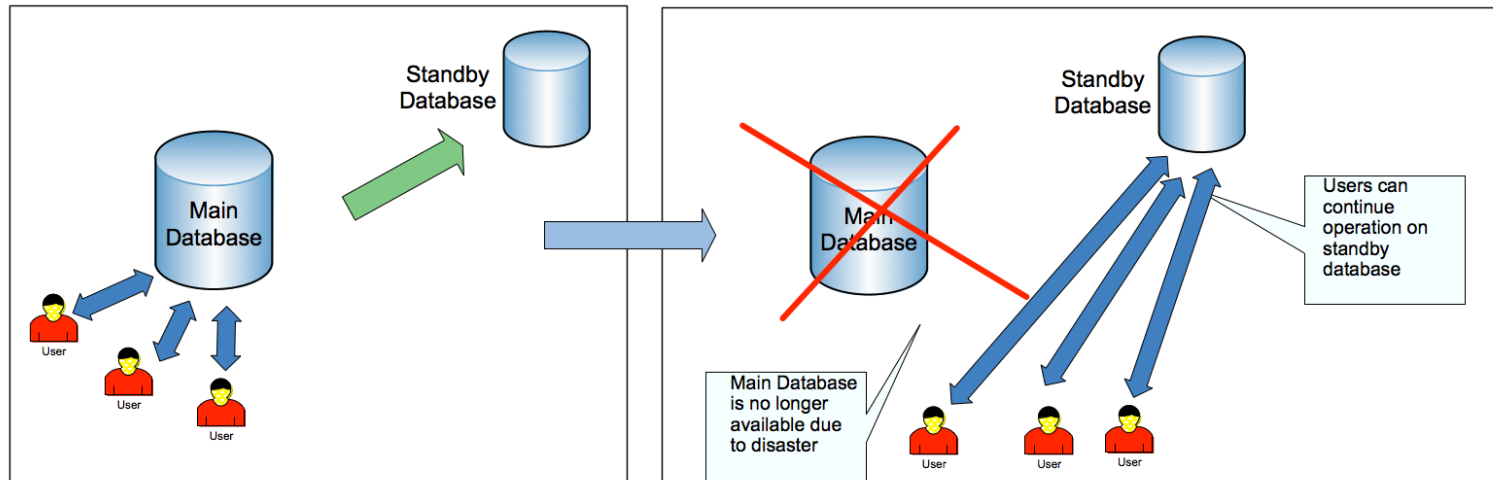 Standby
Database
Main
Database
User
User
User
Standby
Database
Main
Database
Users can
continue
operation on
standby
database
Main Database
is no longer
available due
to disaster
User
User
User